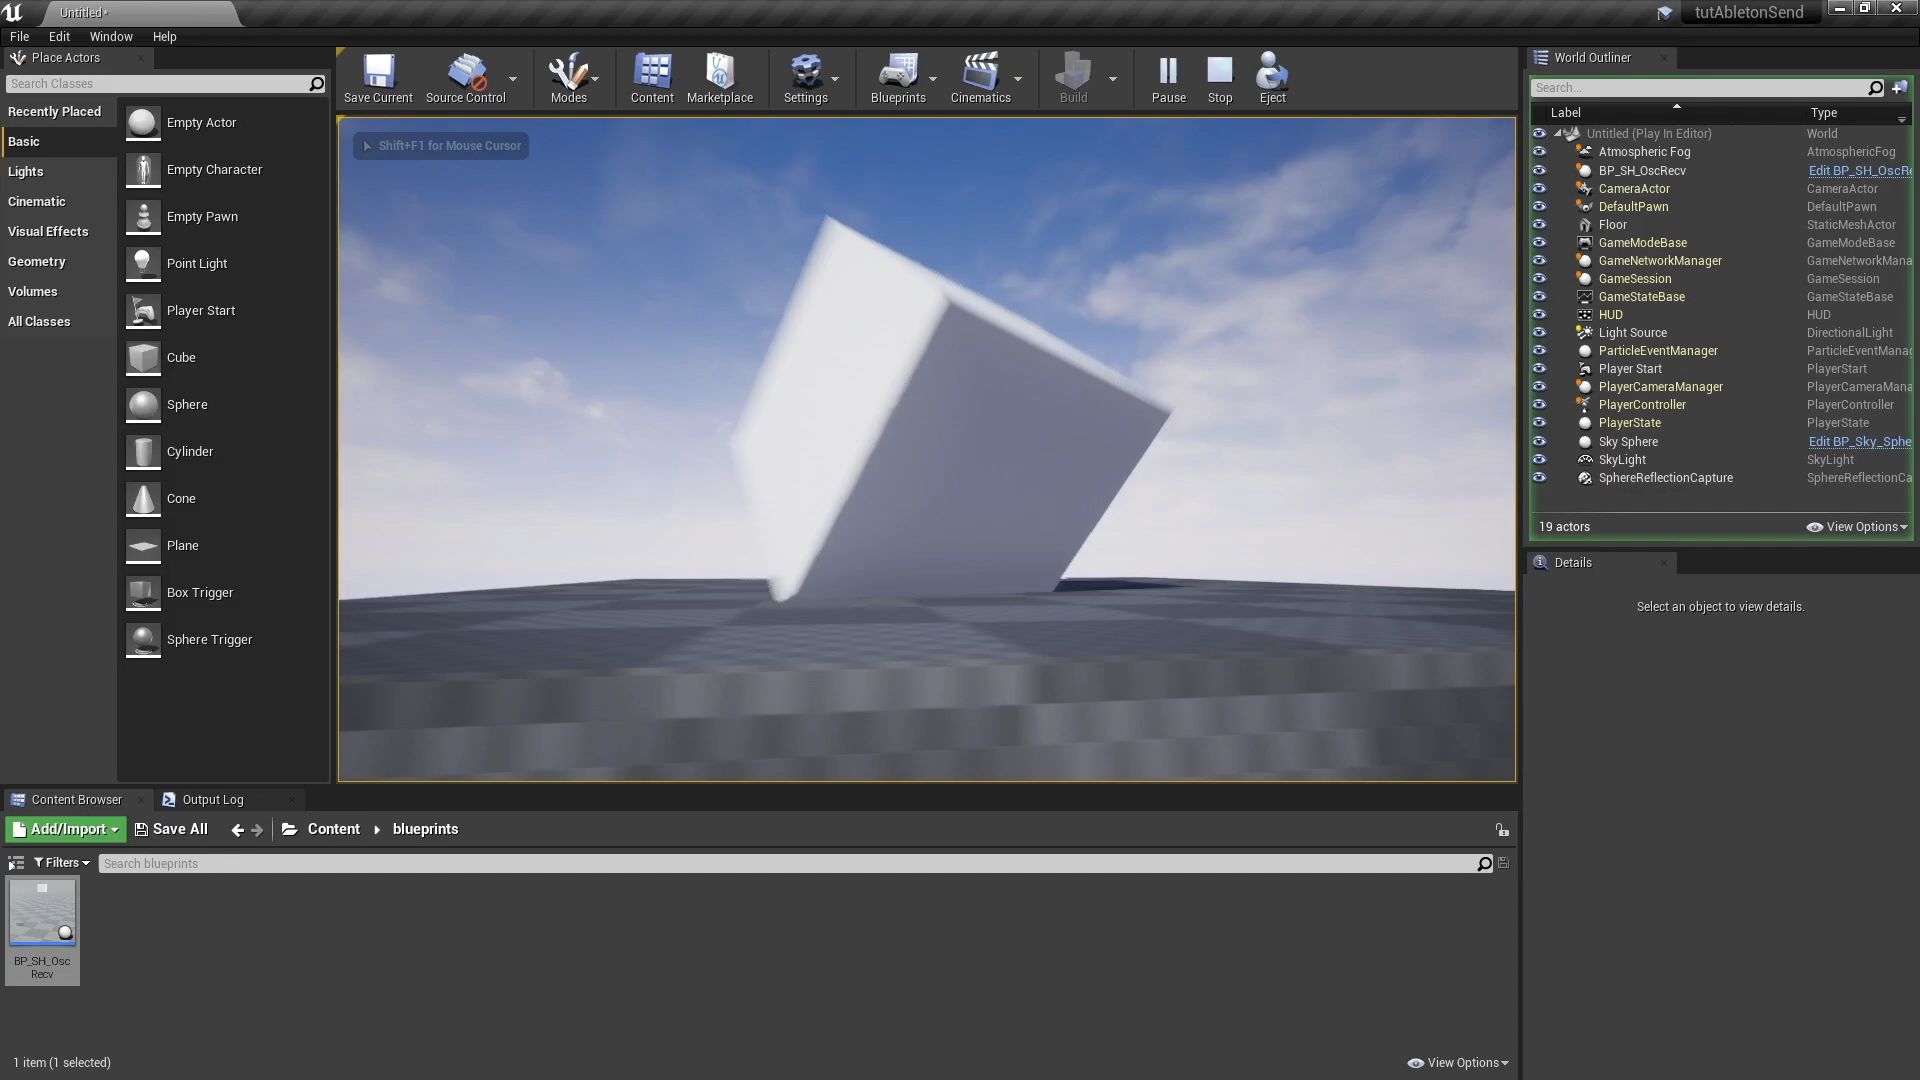 Untitled*
tutAbletonSend
File Edit Window Help
Place Actors
Search Classes
Recently Placed
Basic
Lights
Cinematic
Visual Effects
Geometry
Volumes
All Classes
Empty Actor
Empty Character
Empty Pawn
Point Light
Player Start
Cube
Sphere
Cylinder
Cone
Plane
Box Trigger
Sphere Trigger
Save Current Source Control Modes Content Marketplace Settings Blueprints Cinematics Build Pause Stop Eject
Shift+F1 for Mouse Cursor
World Outliner
Search...
Label Type
Untitled (Play In Editor) World
Atmospheric Fog AtmosphericFog
BP_SH_OscRecv Edit BP_SH_OscRe
CameraActor CameraActor
DefaultPawn DefaultPawn
Floor StaticMeshActor
GameModeBase GameModeBase
GameNetworkManager GameNetworkMana
GameSession GameSession
GameStateBase GameStateBase
HUD HUD
Light Source DirectionalLight
ParticleEventManager ParticleEventManag
Player Start PlayerStart
PlayerCameraManager PlayerCameraMana
PlayerController PlayerController
PlayerState PlayerState
Sky Sphere Edit BP_Sky_Sphe
SkyLight SkyLight
SphereReflectionCapture SphereReflectionCa
19 actors View Options
Details
Select an object to view details.
Content Browser Output Log
Add/Import Save All Content blueprints
Filters Search blueprints
BP_SH_Osc
Recv
1 item (1 selected) View Options